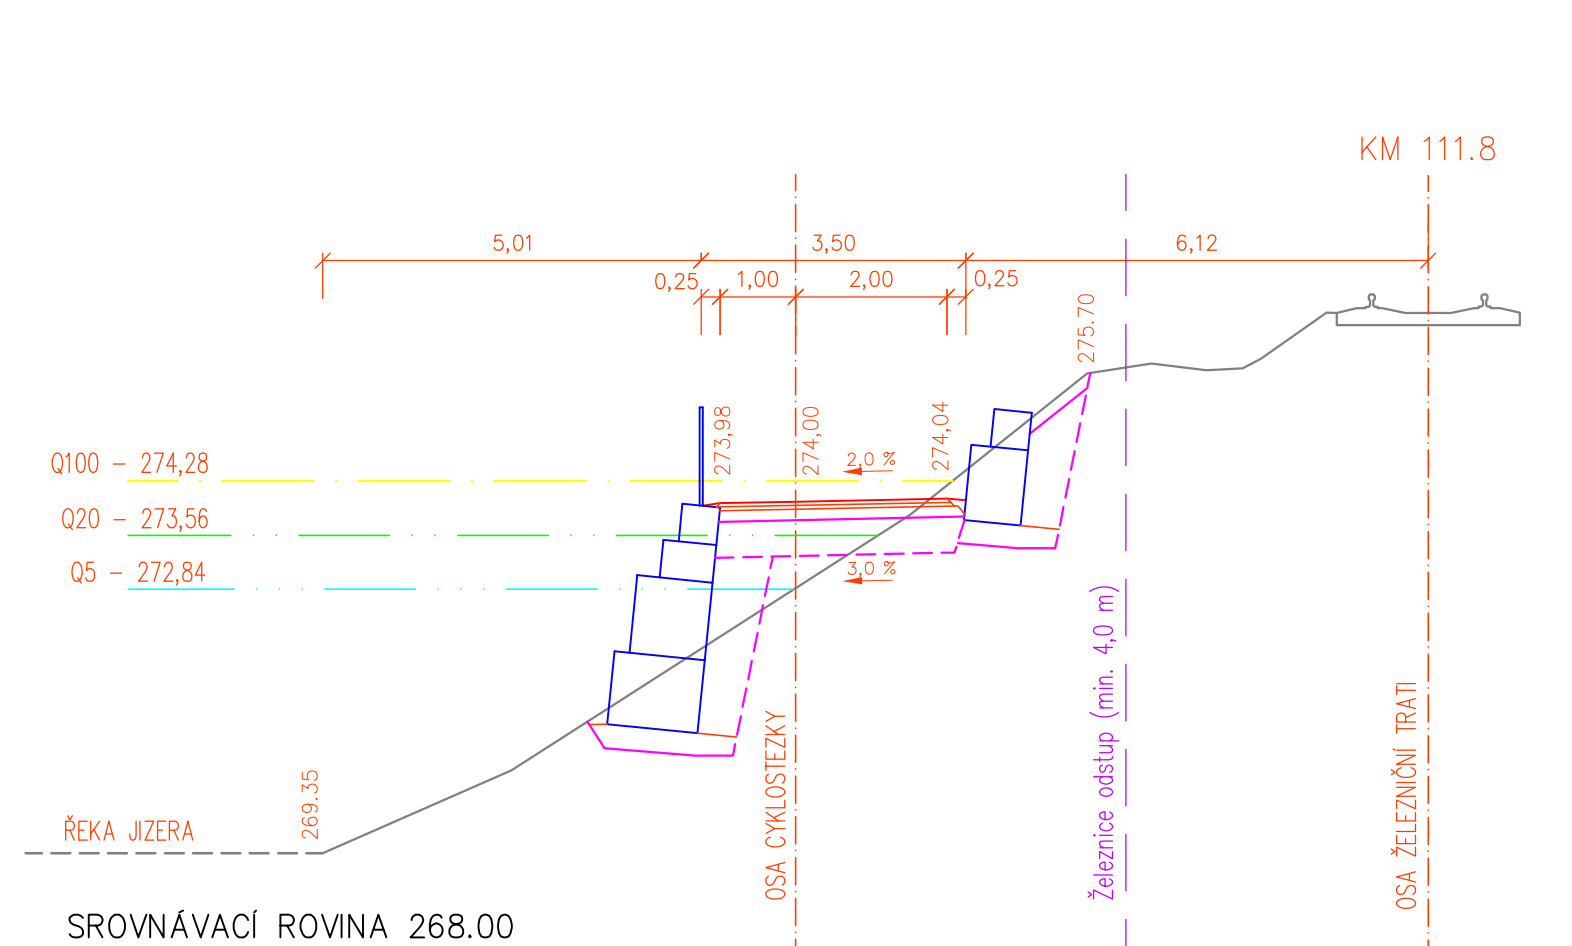 KM 111.8
5,01
3,50
6,12
0,25
1,00
2,00
0,25
275.70
273,98
274,00
274,04
2,0 %
Q100 - 274,28
Q20 - 273,56
Q5 - 272,84
3,0 %
269.35
ŘEKA JIZERA
OSA CYKLOSTEZKY
Železnice odstup (min. 4,0 m)
OSA ŽELEZNIČNÍ TRATI
SROVNÁVACÍ ROVINA 268.00